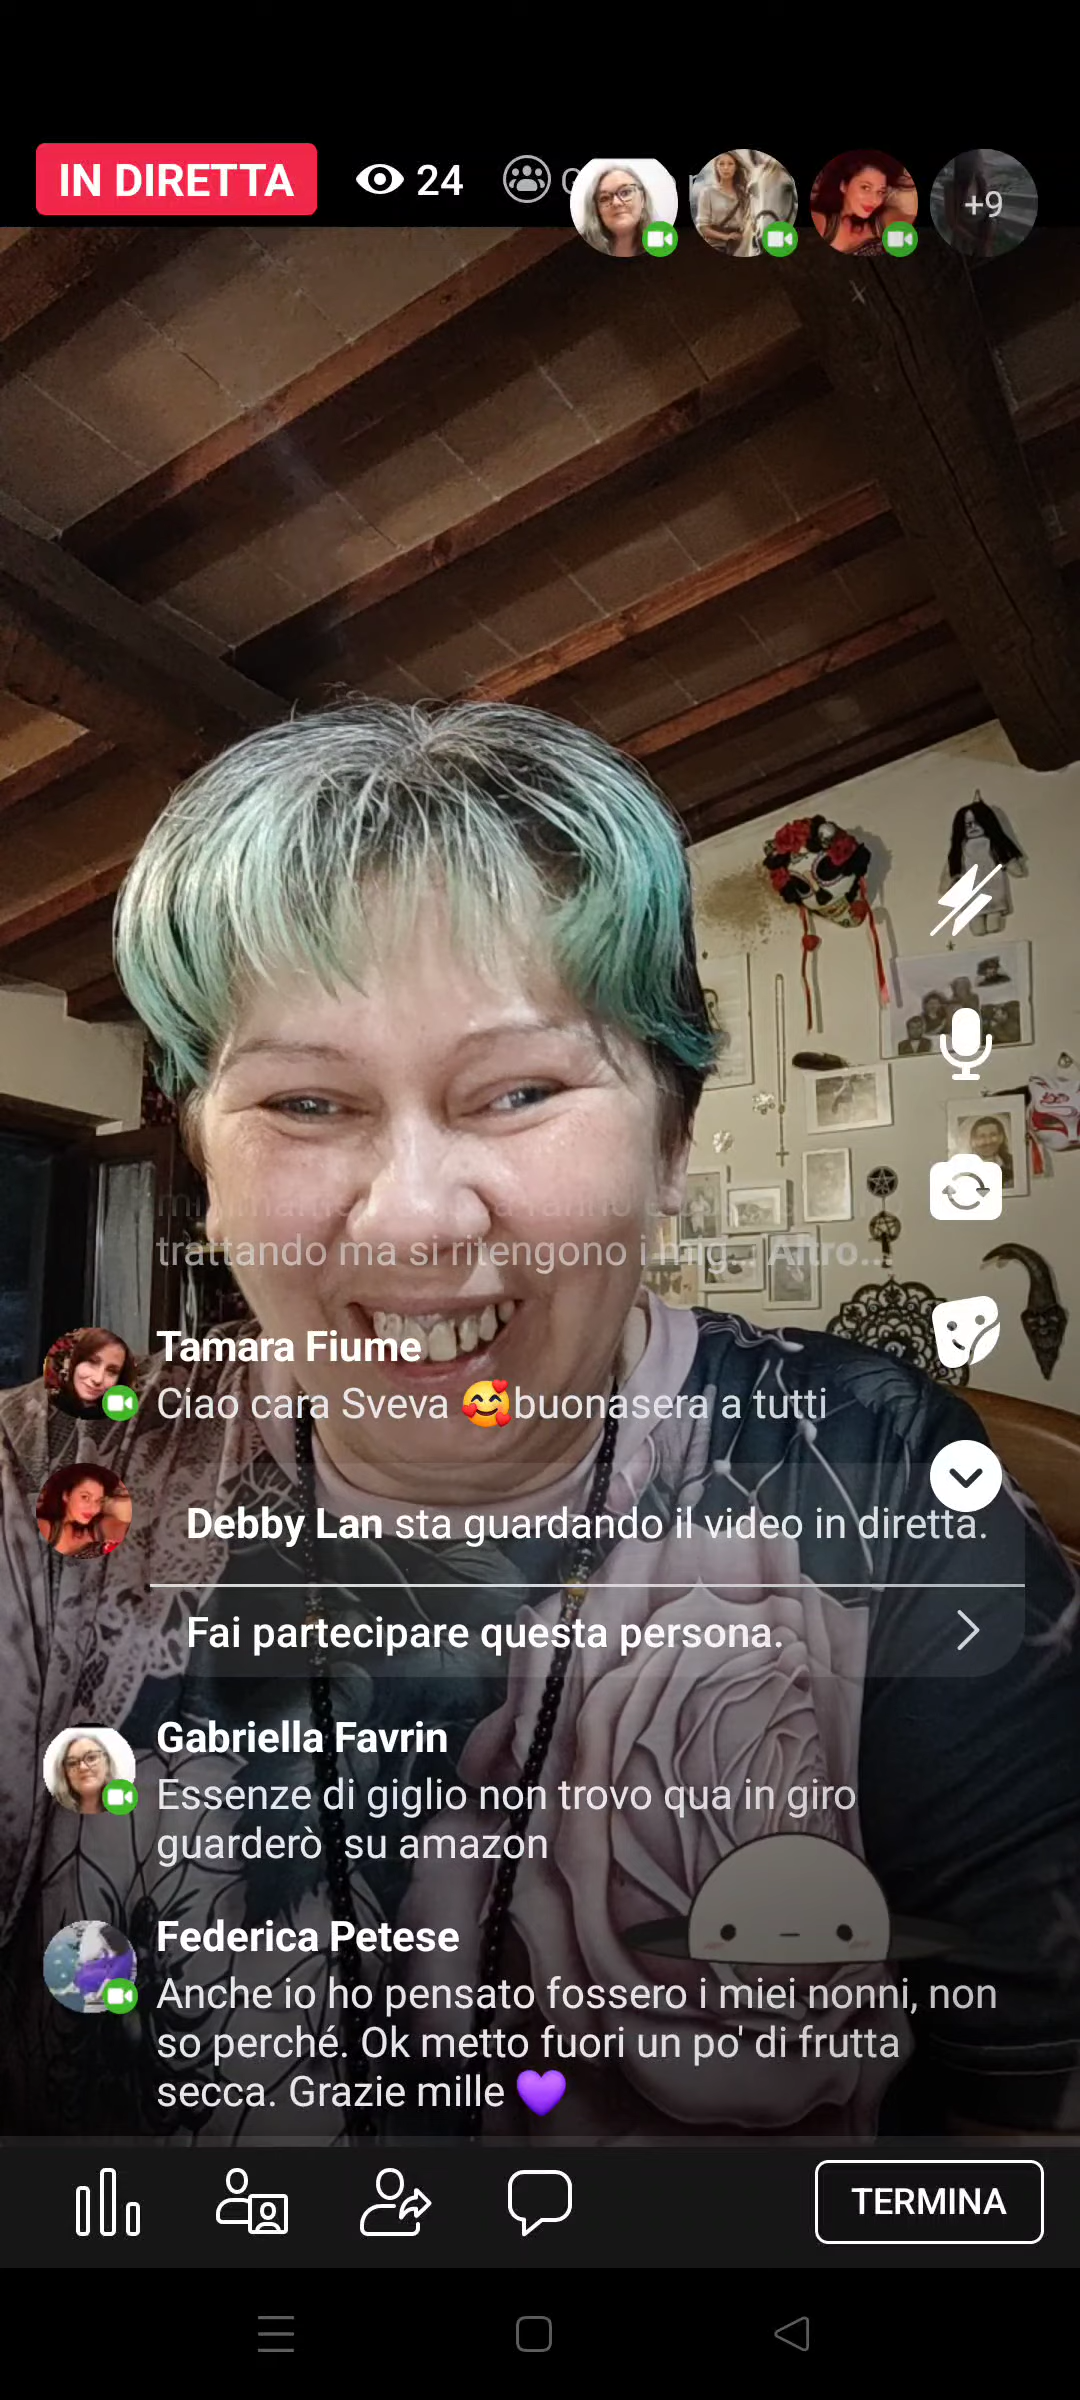 IN DIRETTA
24
+9
trattando ma si ritengono i mig... Altro...
Tamara Fiume
Ciao cara Sveva 🥰buonasera a tutti
Debby Lan sta guardando il video in diretta.
Fai partecipare questa persona.
Gabriella Favrin
Essenze di giglio non trovo qua in giro
guarderò  su amazon
Federica Petese
Anche io ho pensato fossero i miei nonni, non
so perché. Ok metto fuori un po' di frutta
secca. Grazie mille 💜
TERMINA